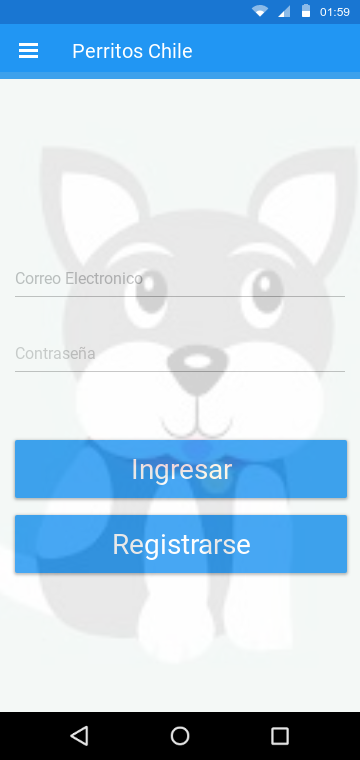 01:59
Perritos Chile
Correo Electronico
Contraseña
Ingresar
Registrarse